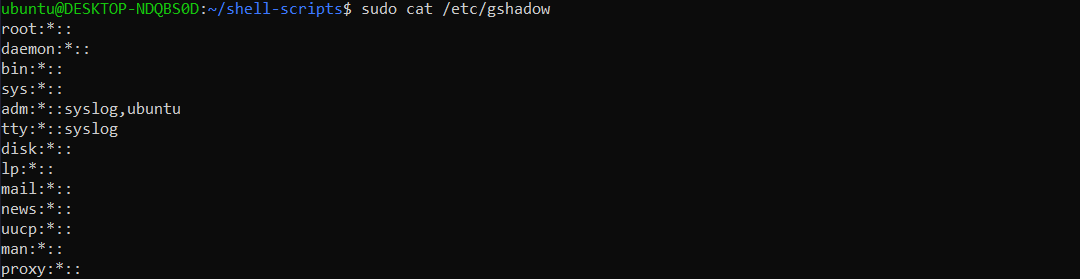 ubuntu@DESKTOP-NDQBS0D:~/shell-scripts$ sudo cat /etc/gshadow
root:*::
daemon:*::
bin:*::
sys:*::
adm:*::syslog,ubuntu
tty:*::syslog
disk:*::
lp:*::
mail:*::
news:*::
uucp:*::
man:*::
proxy:*::